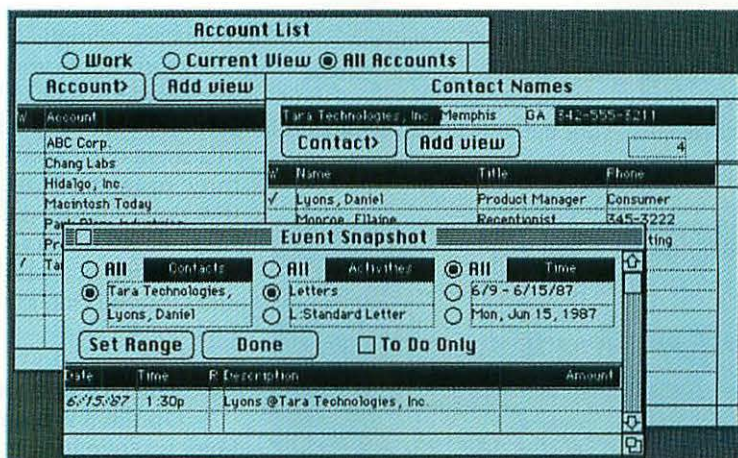 Account List
Work Current View All Accounts
Account> Add view
Account
ABC Corp.
Chang Labs
Hidalgo, Inc.
Macintosh Today
Contact Names
Tara Technologies, Inc. Memphis GA 342-555-3211
Contact> Add view 4
Name Title Phone
Lyons, Daniel Product Manager Consumer
Monroe, Ellaine Receptionist 345-3222
Event Snapshot
All Contacts All Activities All Time
Tara Technologies, Letters 6/9 - 6/15/87
Lyons, Daniel L:Standard Letter Mon, Jun 15, 1987
Set Range Done To Do Only
Date Time R Description Amount
6/15/87 1:30p Lyons @Tara Technologies, Inc.